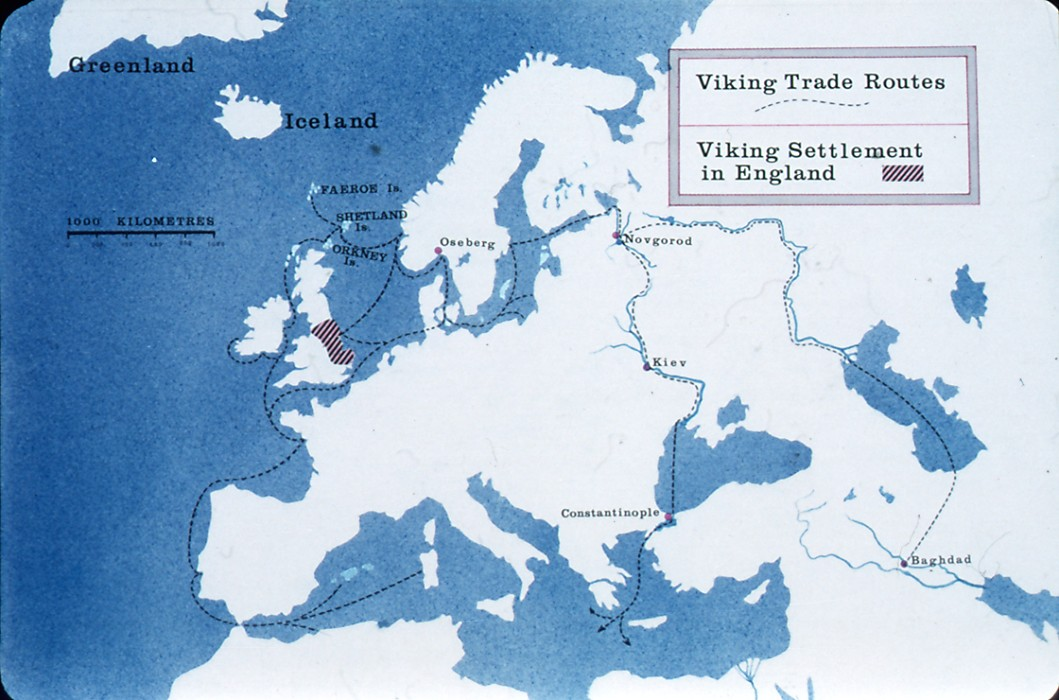 Greenland
Iceland
Viking Trade Routes
Viking Settlement
in England
FAEROE Is.
SHETLAND
Is.
ORKNEY
Is.
1000 KILOMETRES
Oseberg
Novgorod
Kiev
Constantinople
Baghdad